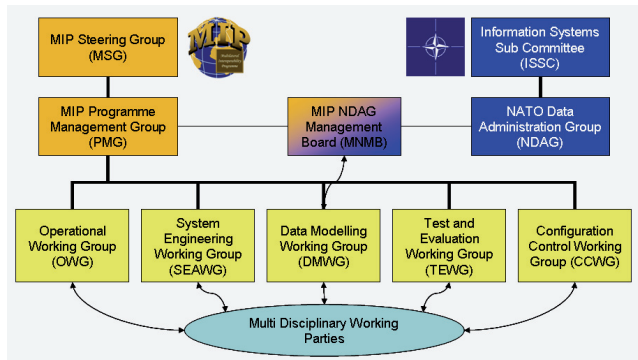 MIP Steering Group
(MSG)
MIP
Information Systems
Sub Committee
(ISSC)
MIP Programme
Management Group
(PMG)
MIP NDAG
Management
Board (MNMB)
NATO Data
Administration Group
(NDAG)
Operational
Working Group
(OWG)
System
Engineering Working
Group (SEAWG)
Data Modelling
Working Group
(DMWG)
Test and
Evaluation Working
Group (TEWG)
Configuration
Control Working
Group (CCWG)
Multi Disciplinary Working
Parties